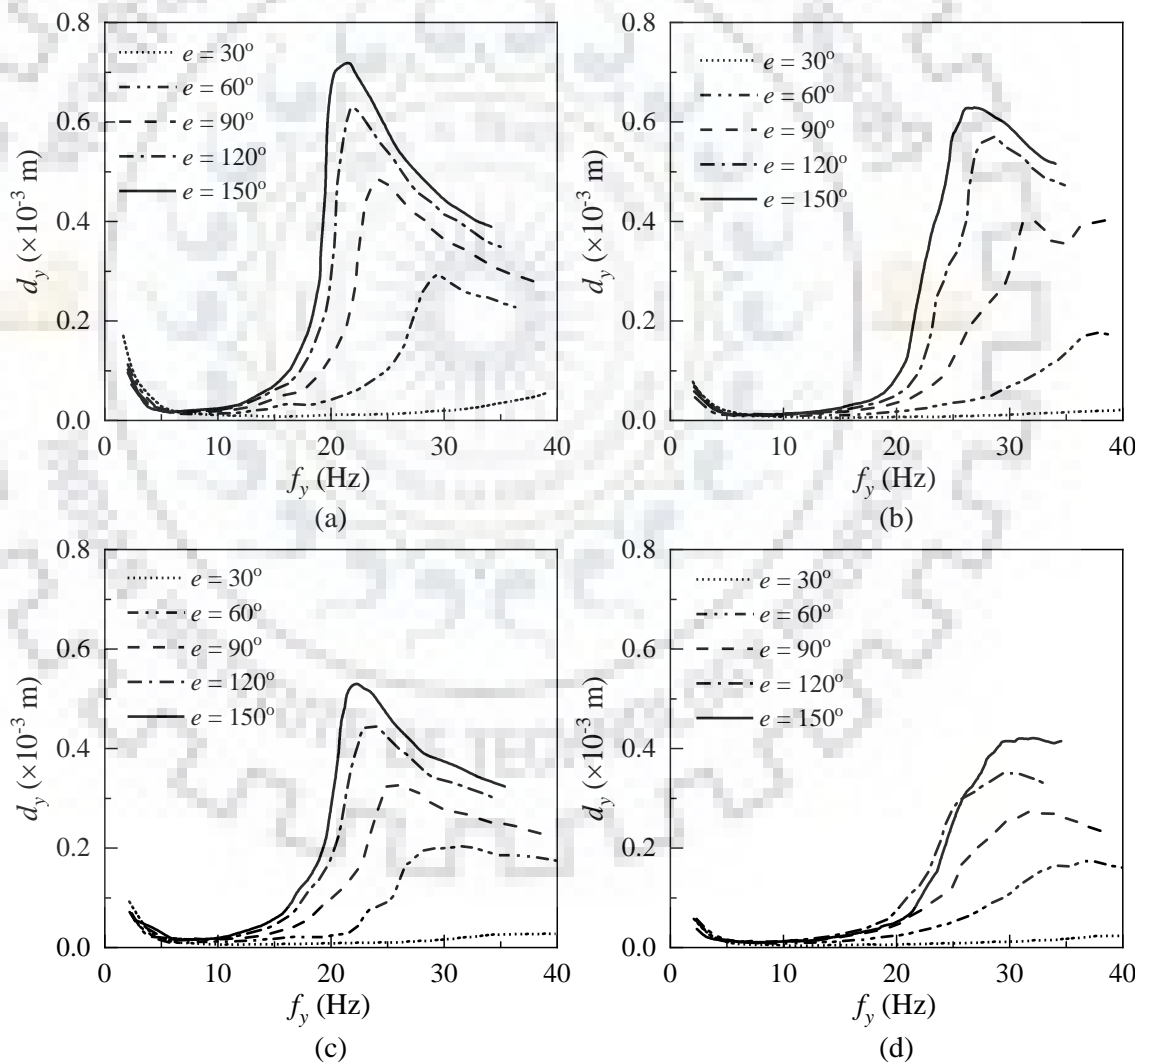 0.8
0.6
0.4
0.2
0.0
d_y (×10⁻³ m)
e = 30°
e = 60°
e = 90°
e = 120°
e = 150°
0 10 20 30 40
f_y (Hz)
(a)
0.8
0.6
0.4
0.2
0.0
d_y (×10⁻³ m)
e = 30°
e = 60°
e = 90°
e = 120°
e = 150°
0 10 20 30 40
f_y (Hz)
(b)
0.8
0.6
0.4
0.2
0.0
d_y (×10⁻³ m)
e = 30°
e = 60°
e = 90°
e = 120°
e = 150°
0 10 20 30 40
f_y (Hz)
(c)
0.8
0.6
0.4
0.2
0.0
d_y (×10⁻³ m)
e = 30°
e = 60°
e = 90°
e = 120°
e = 150°
0 10 20 30 40
f_y (Hz)
(d)